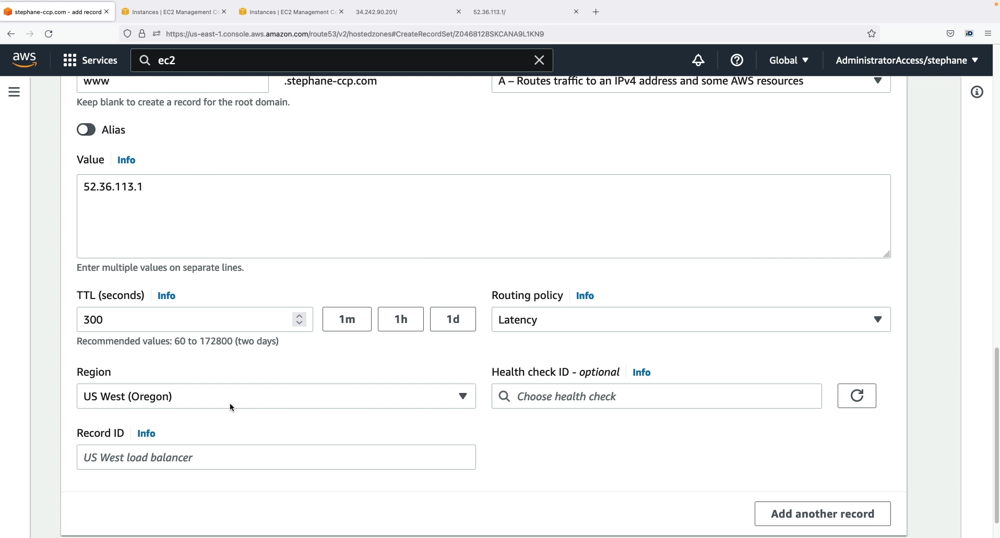 stephane-ccp.com - add record
Instances | EC2 Management Co
Instances | EC2 Management Co
34.242.90.201/
52.36.113.1/
https://us-east-1.console.aws.amazon.com/route53/v2/hostedzones#CreateRecordSet/Z0468128SKCANA9L1KN9
aws
Services
ec2
Global
AdministratorAccess/stephane
www
.stephane-ccp.com
A – Routes traffic to an IPv4 address and some AWS resources
Keep blank to create a record for the root domain.
Alias
Value
Info
52.36.113.1
Enter multiple values on separate lines.
TTL (seconds)
Info
Routing policy
Info
300
1m
1h
1d
Latency
Recommended values: 60 to 172800 (two days)
Region
Health check ID - optional
Info
US West (Oregon)
Choose health check
Record ID
Info
US West load balancer
Add another record